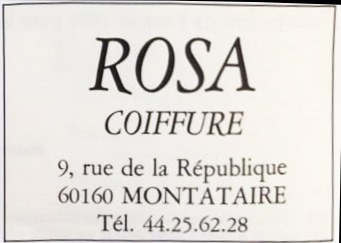 ROSA
COIFFURE
9, rue de la République
60160 MONTATAIRE
Tél. 44.25.62.28